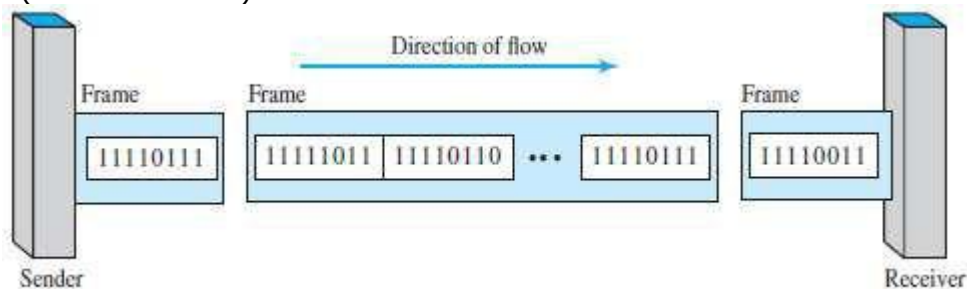 Direction of flow
Frame
Frame
Frame
11110111
11111011 11110110 ••• 11110111
11110011
Sender
Receiver